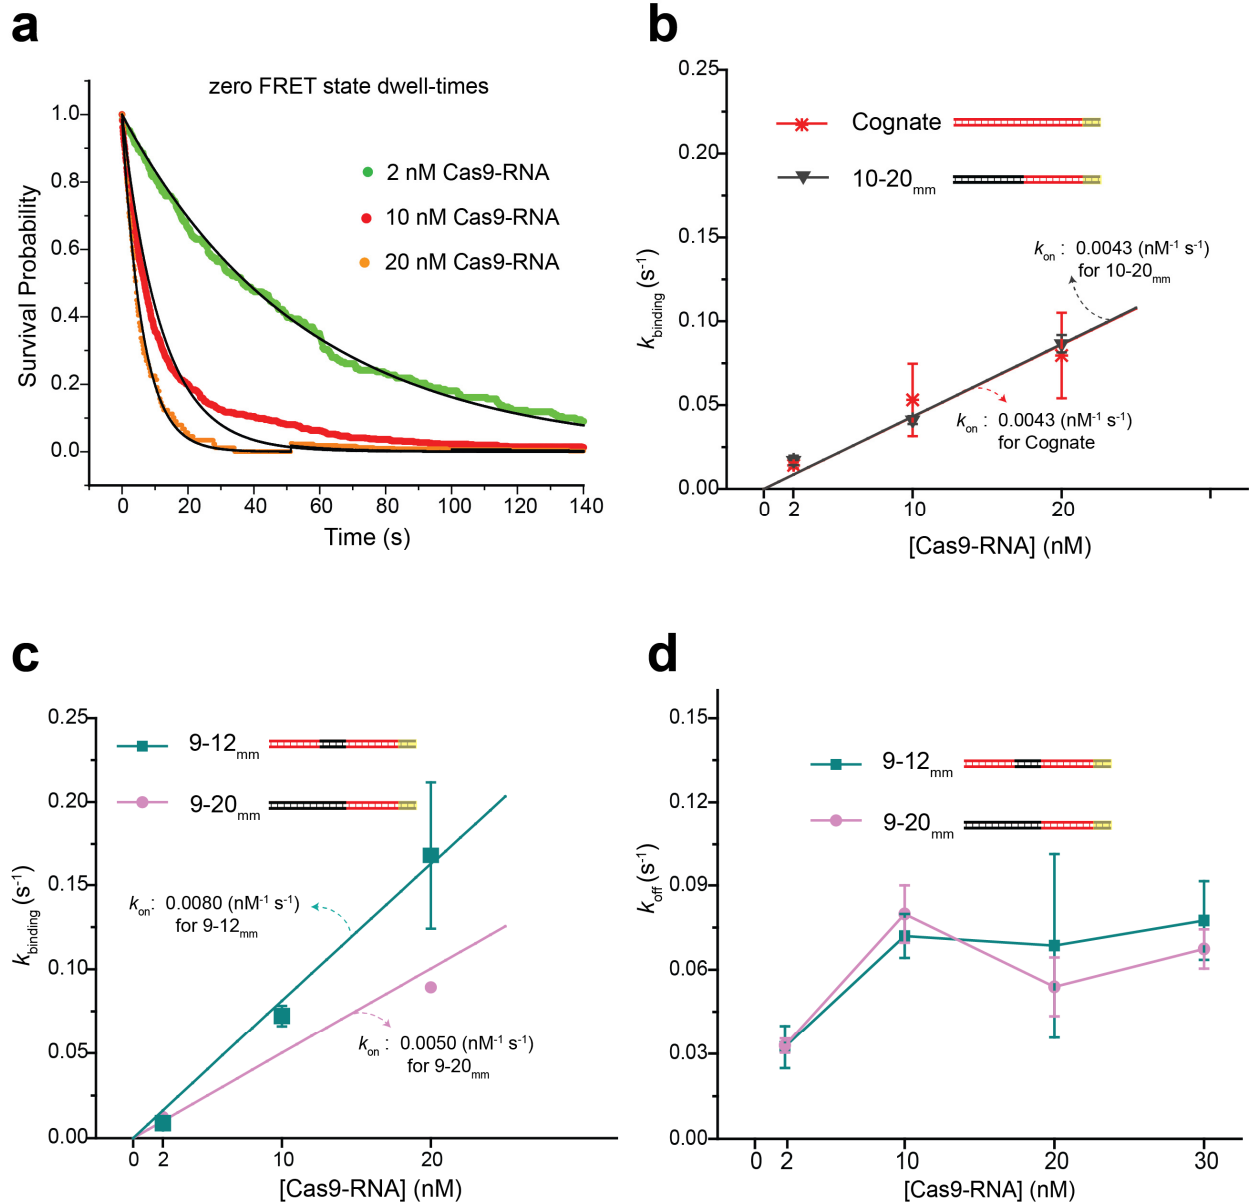 a
zero FRET state dwell-times
1.0
0.8
0.6
0.4
0.2
0.0
Survival Probability
2 nM Cas9-RNA
10 nM Cas9-RNA
20 nM Cas9-RNA
0 20 40 60 80 100 120 140
Time (s)
b
0.25
0.20
0.15
0.10
0.05
0.00
kbinding (s-1)
Cognate
10-20mm
kon : 0.0043 (nM-1 s-1)
for 10-20mm
kon : 0.0043 (nM-1 s-1)
for Cognate
0 2 10 20
[Cas9-RNA] (nM)
c
0.25
0.20
0.15
0.10
0.05
0.00
kbinding (s-1)
9-12mm
9-20mm
kon: 0.0080 (nM-1 s-1)
for 9-12mm
kon : 0.0050 (nM-1 s-1)
for 9-20mm
0 2 10 20
[Cas9-RNA] (nM)
d
0.15
0.12
0.09
0.06
0.03
0.00
koff (s-1)
9-12mm
9-20mm
0 2 10 20 30
[Cas9-RNA] (nM)